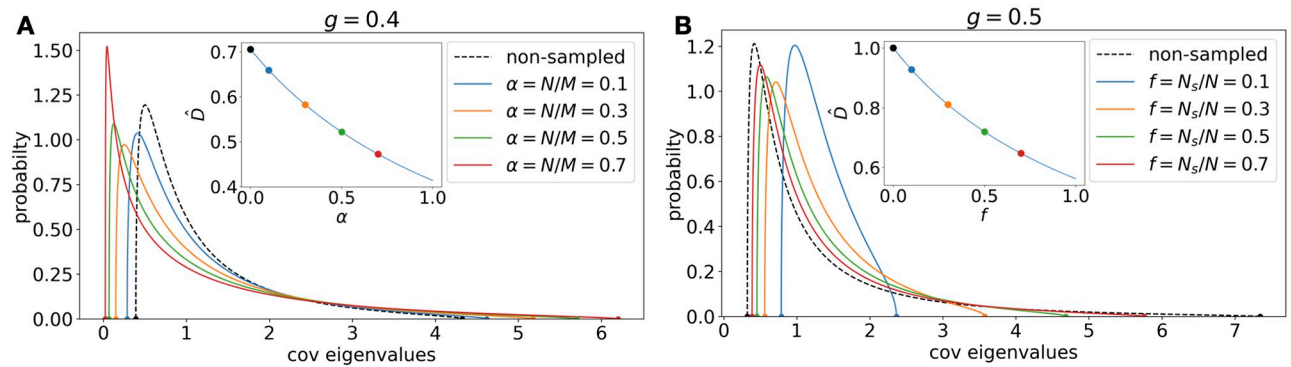 A
g = 0.4
probabilty
1.50
1.25
1.00
0.75
0.50
0.25
0.00
0 1 2 3 4 5 6
cov eigenvalues
D̂
0.7
0.6
0.5
0.4
0.0 0.5 1.0
α
non-sampled
α = N/M = 0.1
α = N/M = 0.3
α = N/M = 0.5
α = N/M = 0.7
B
g = 0.5
probability
1.2
1.0
0.8
0.6
0.4
0.2
0.0
0 1 2 3 4 5 6 7
cov eigenvalues
D̂
1.0
0.8
0.6
0.0 0.5 1.0
f
non-sampled
f = Nₛ/N = 0.1
f = Nₛ/N = 0.3
f = Nₛ/N = 0.5
f = Nₛ/N = 0.7